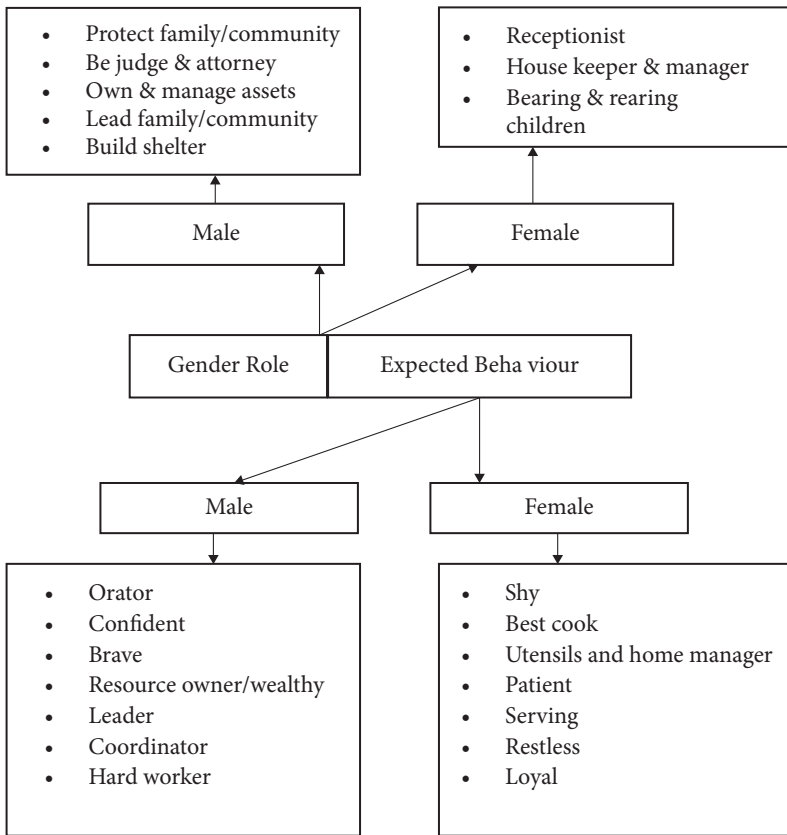 • Protect family/community
• Be judge & attorney
• Own & manage assets
• Lead family/community
• Build shelter
• Receptionist
• House keeper & manager
• Bearing & rearing
children
Male
Female
Gender Role
Expected Beha viour
Male
Female
• Orator
• Confident
• Brave
• Resource owner/wealthy
• Leader
• Coordinator
• Hard worker
• Shy
• Best cook
• Utensils and home manager
• Patient
• Serving
• Restless
• Loyal